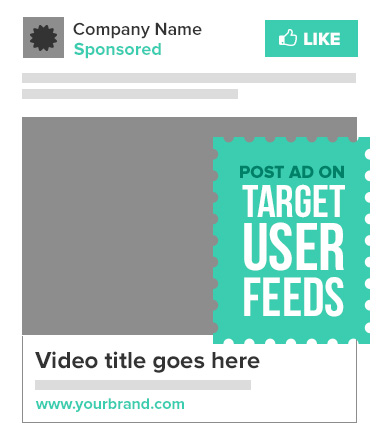 Company Name
Sponsored
LIKE
POST AD ON
TARGET
USER
FEEDS
Video title goes here
www.yourbrand.com